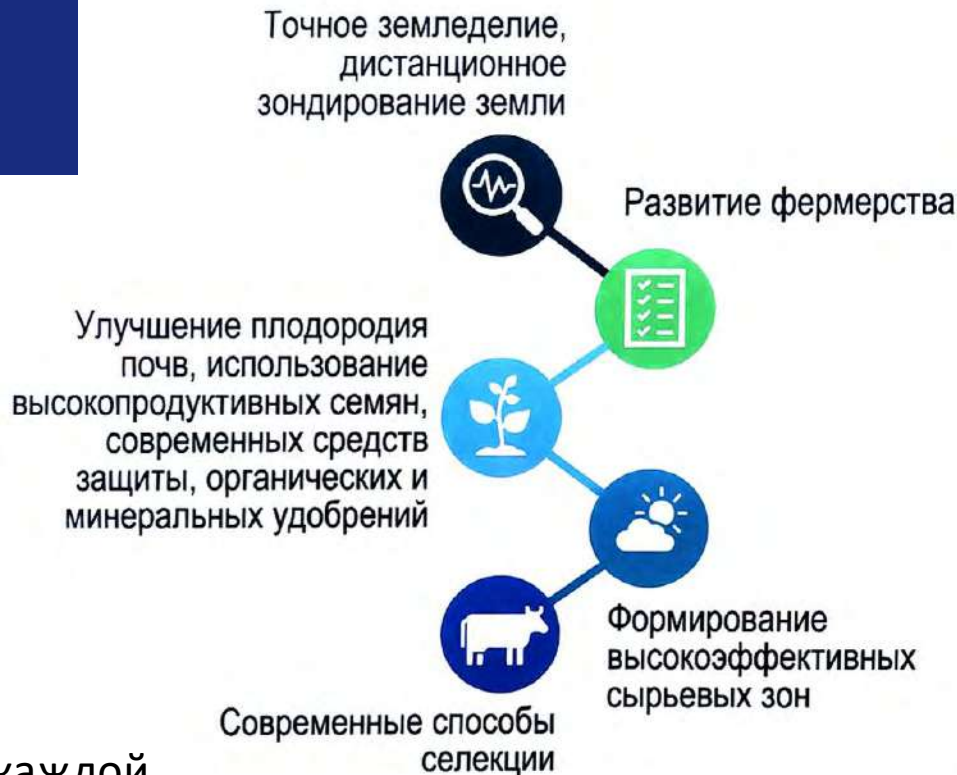 Точное земледелие,
дистанционное
зондирование земли
Развитие фермерства
Улучшение плодородия
почв, использование
высокопродуктивных семян,
современных средств
защиты, органических и
минеральных удобрений
Формирование
высокоэффективных
сырьевых зон
Современные способы
селекции
каждой